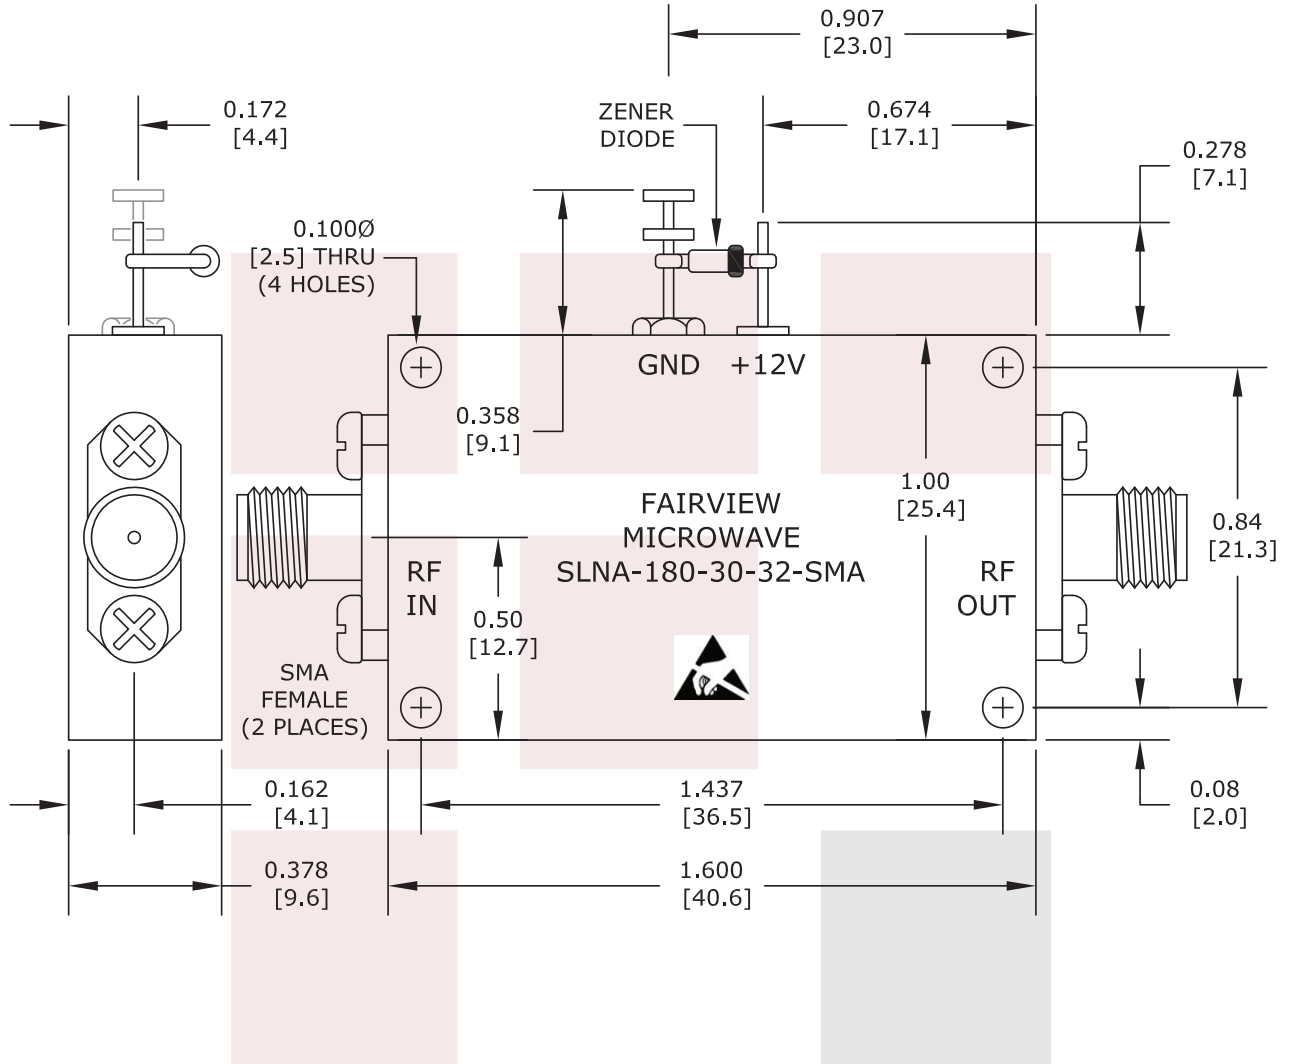 0.907
[23.0]
0.172
[4.4]
ZENER
DIODE
0.674
[17.1]
0.278
[7.1]
0.100Ø
[2.5] THRU
(4 HOLES)
GND +12V
0.358
[9.1]
1.00
[25.4]
FAIRVIEW
MICROWAVE
SLNA-180-30-32-SMA
0.84
[21.3]
RF
IN
RF
OUT
0.50
[12.7]
SMA
FEMALE
(2 PLACES)
0.162
[4.1]
1.437
[36.5]
0.08
[2.0]
0.378
[9.6]
1.600
[40.6]